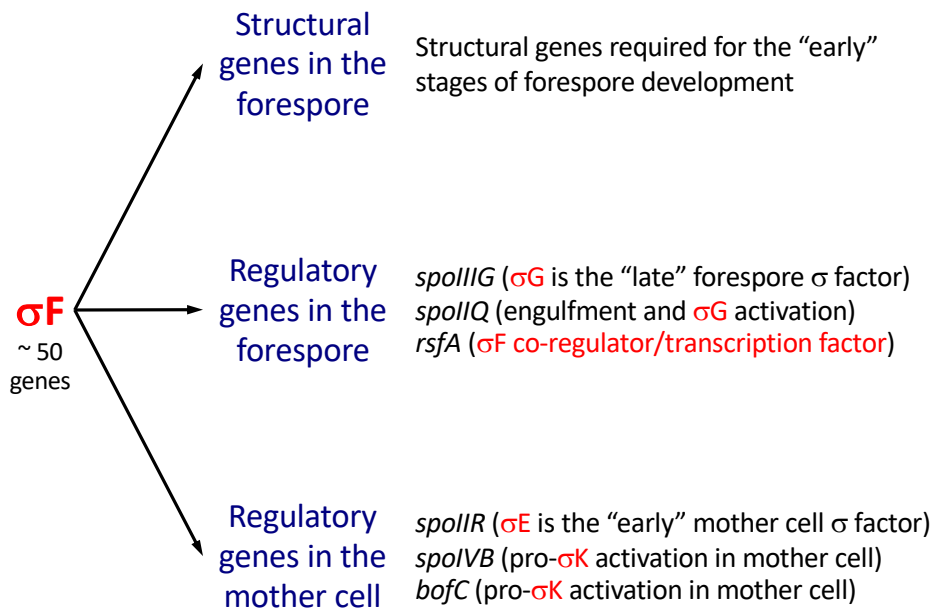 Structural
genes in the
forespore
Structural genes required for the “early”
stages of forespore development
σF
~ 50
genes
Regulatory
genes in the
forespore
spoIIIG (σG is the “late” forespore σ factor)
spoIIQ (engulfment and σG activation)
rsfA (σF co-regulator/transcription factor)
Regulatory
genes in the
mother cell
spoIIR (σE is the “early” mother cell σ factor)
spoIVB (pro-σK activation in mother cell)
bofC (pro-σK activation in mother cell)